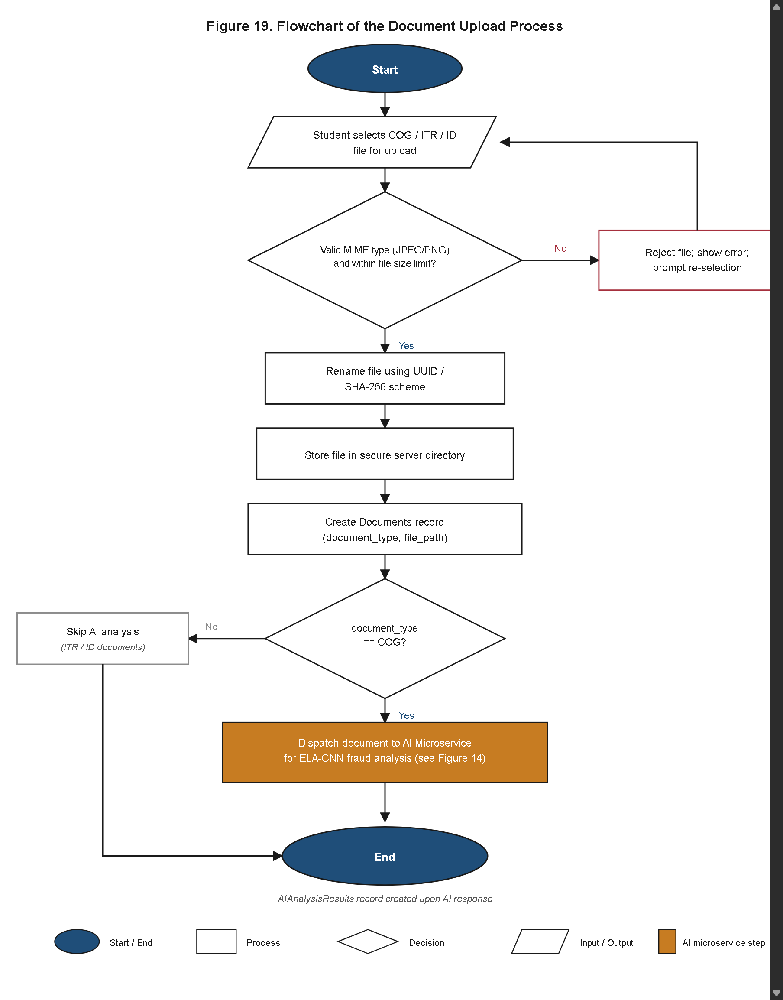 Figure 19. Flowchart of the Document Upload Process
Start
Student selects COG / ITR / ID
file for upload
Valid MIME type (JPEG/PNG)
and within file size limit?
No
Reject file; show error;
prompt re-selection
Yes
Rename file using UUID /
SHA-256 scheme
Store file in secure server directory
Create Documents record
(document_type, file_path)
document_type
== COG?
No
Skip AI analysis
(ITR / ID documents)
Yes
Dispatch document to AI Microservice
for ELA-CNN fraud analysis (see Figure 14)
End
AIAnalysisResults record created upon AI response
Start / End
Process
Decision
Input / Output
AI microservice step